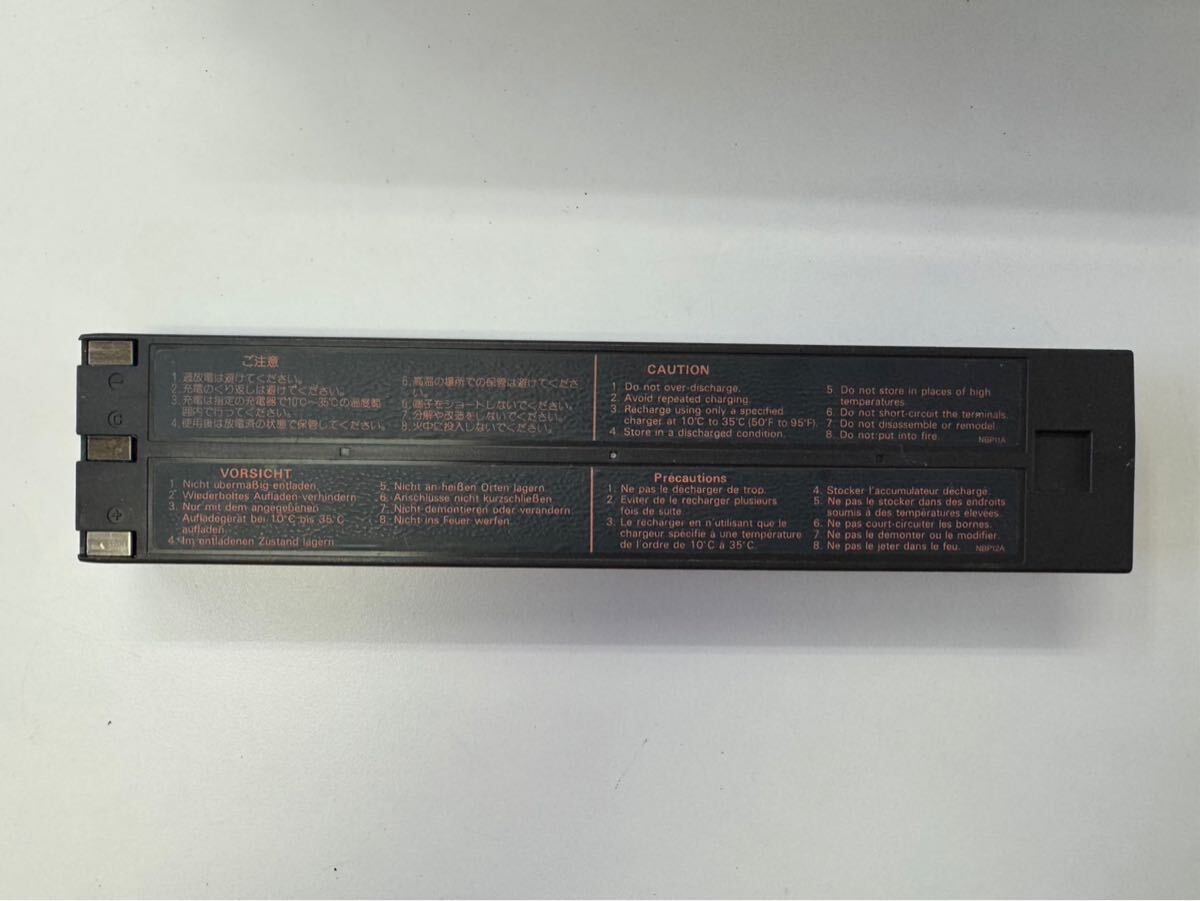 ご注意
1. 過放電は避けてください。
2. 充電のくり返しは避けてください。
3. 充電は指定の充電器で10℃〜35℃の温度範
囲内で行ってください。
4. 使用後は放電済の状態で保管してください。
5. 高温の場所での保管は避けてくださ
い。
6. 端子をショートしないでください。
7. 分解や改造をしないでください。
8. 火中に投入しないでください。
CAUTION
1 Do not over-discharge.
2. Avoid repeated charging.
3. Recharge using only a specified
charger at 10°C to 35°C (50°F to 95°F).
4 Store in a discharged condition.
5 Do not store in places of high
temperatures.
6. Do not short-circuit the terminals.
7. Do not disassemble or remodel.
8. Do not put into fire.
NBP11A
VORSICHT
1. Nicht übermaßig entladen.
2. Wiederholtes Aufladen verhindern.
3. Nur mit dem angegebenen
Aufladegerät bei 10°C bis 35°C
aufladen.
4. Im entladenen Zustand lagern.
5. Nicht an heißen Orten lagern.
6. Anschlüsse nicht kurzschließen.
7. Nicht demontieren oder verändern.
8. Nicht ins Feuer werfen.
Précautions
1. Ne pas le décharger de trop.
2. Eviter de le recharger plusieurs
fois de suite.
3. Le recharger en n'utilisant que le
chargeur spécifié à une température
de l'ordre de 10°C à 35°C.
4. Stocker l'accumulateur décharge.
5. Ne pas le stocker dans des endroits
soumis à des températures élevées.
6. Ne pas court-circuiter les bornes.
7. Ne pas le demonter ou le modifier.
8. Ne pas le jeter dans le feu.
NBP12A